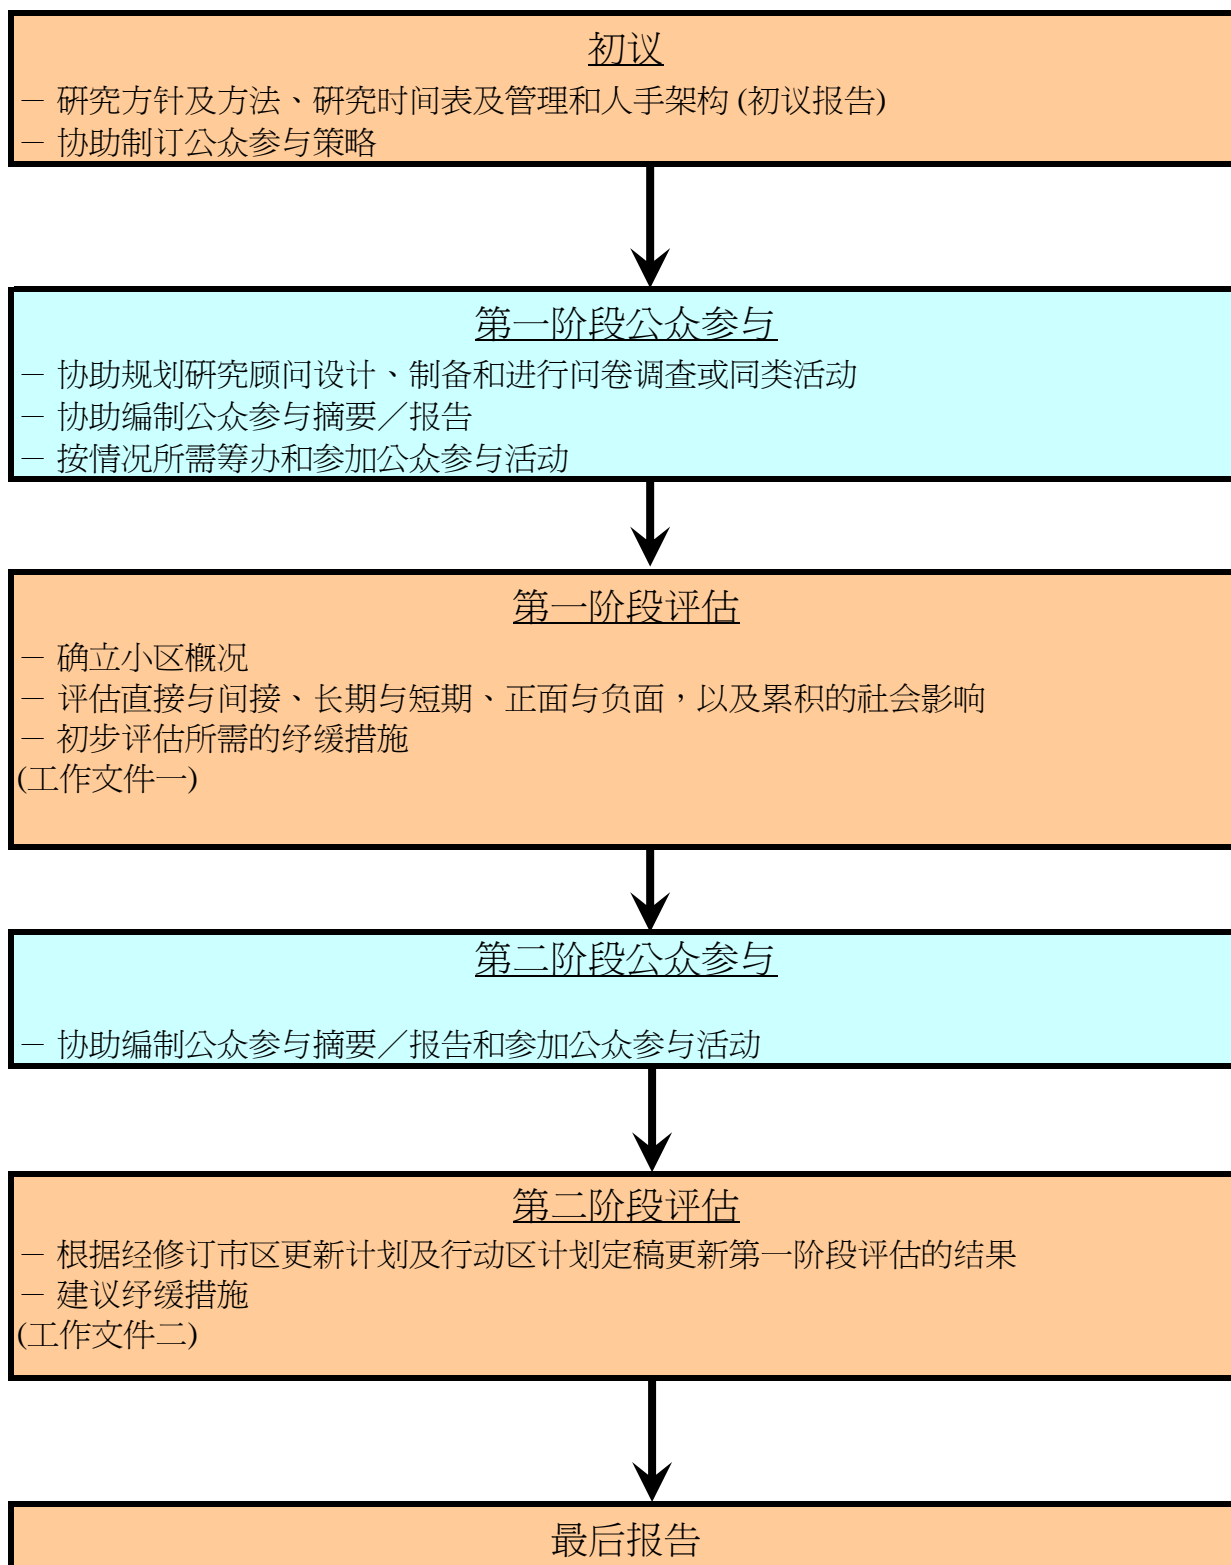 初议
－ 研究方针及方法、研究时间表及管理和人手架构 (初议报告)
－ 协助制订公众参与策略
第一阶段公众参与
－ 协助规划研究顾问设计、制备和进行问卷调查或同类活动
－ 协助编制公众参与摘要／报告
－ 按情况所需筹办和参加公众参与活动
第一阶段评估
－ 确立小区概况
－ 评估直接与间接、长期与短期、正面与负面，以及累积的社会影响
－ 初步评估所需的纾缓措施
(工作文件一)
第二阶段公众参与
－ 协助编制公众参与摘要／报告和参加公众参与活动
第二阶段评估
－ 根据经修订市区更新计划及行动区计划定稿更新第一阶段评估的结果
－ 建议纾缓措施
(工作文件二)
最后报告